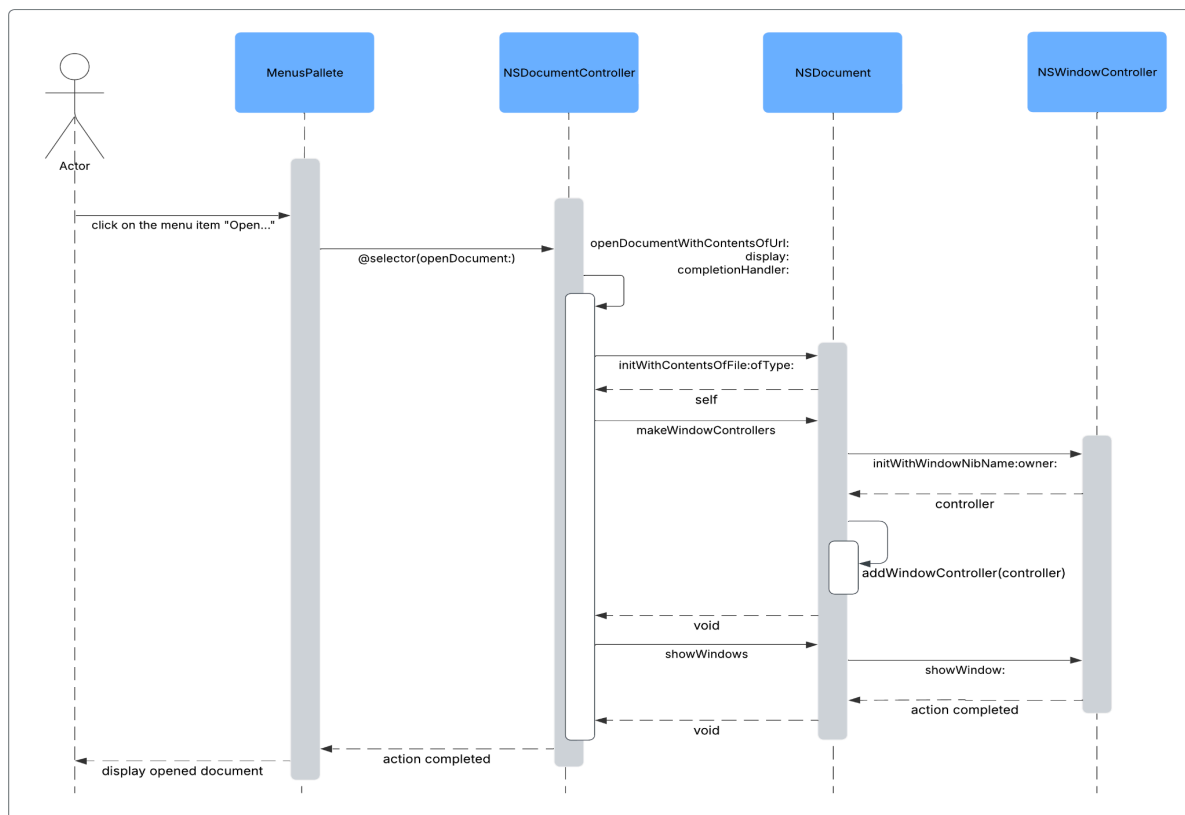 MenusPallete
NSDocumentController
NSDocument
NSWindowController
Actor
click on the menu item "Open..."
@selector(openDocument:)
openDocumentWithContentsOfUrl:
display:
completionHandler:
initWithContentsOfFile:ofType:
self
makeWindowControllers
initWithWindowNibName:owner:
controller
addWindowController(controller)
void
showWindows
showWindow:
action completed
void
action completed
display opened document